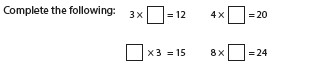 Complete the following: 3 × □ = 12 4 × □ = 20
□ × 3 = 15 8 × □ = 24